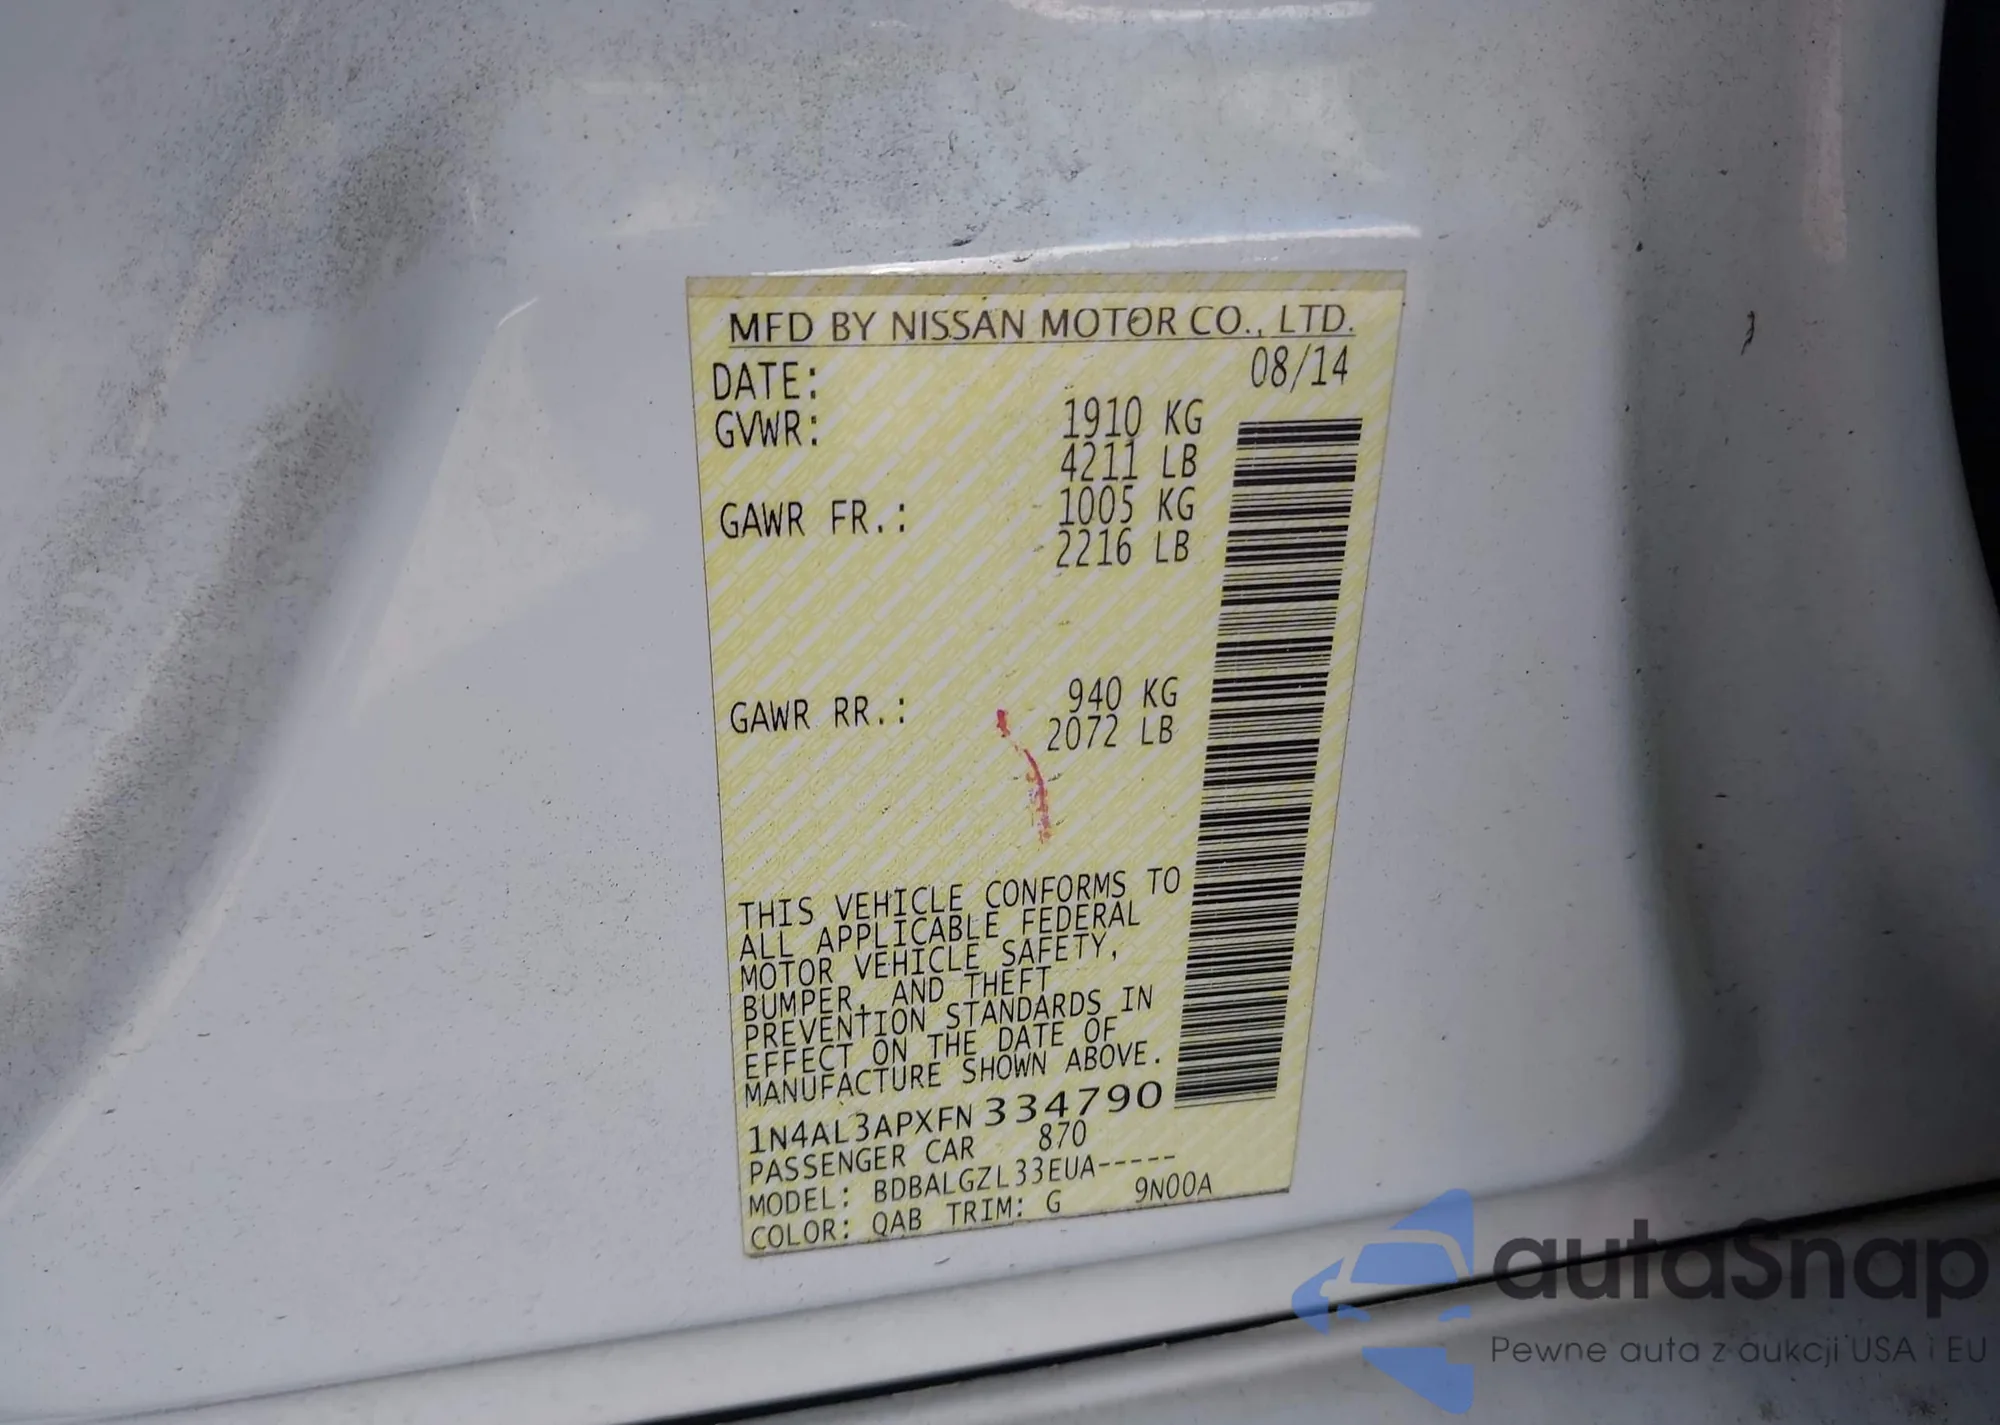 MFD BY NISSAN MOTOR CO., LTD.
DATE: 08/14
GVWR: 1910 KG
4211 LB
GAWR FR.: 1005 KG
2216 LB
GAWR RR.: 940 KG
2072 LB
THIS VEHICLE CONFORMS TO
ALL APPLICABLE FEDERAL
MOTOR VEHICLE SAFETY,
BUMPER, AND THEFT
PREVENTION STANDARDS IN
EFFECT ON THE DATE OF
MANUFACTURE SHOWN ABOVE.
1N4AL3APXFN334790
PASSENGER CAR 870
MODEL: BDBALGZL33EUA-----
COLOR: QAB TRIM: G 9N00A
autaSnap
Pewne auta z aukcji USA i EU